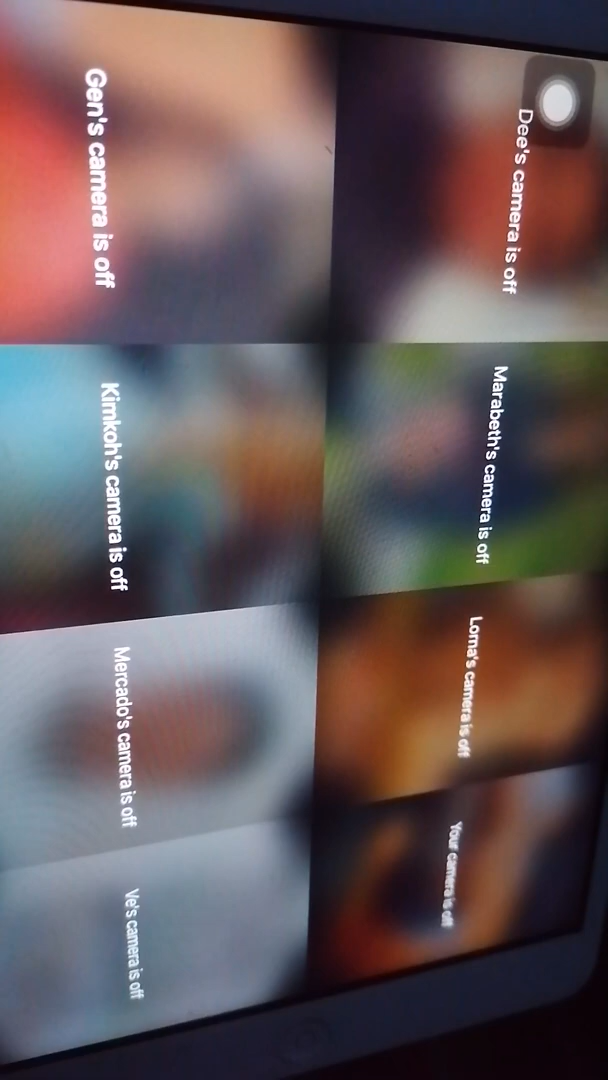 Dee's camera is off
Marabeth's camera is off
Lorna's camera is off
Your camera is off
Gen's camera is off
Kimkoh's camera is off
Mercado's camera is off
Ve's camera is off